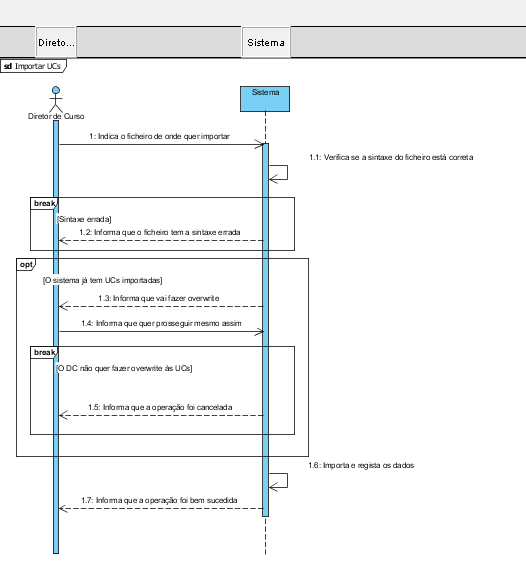 Direto...
Sistema
sd Importar UCs
Sistema
Diretor de Curso
1: Indica o ficheiro de onde quer importar
1.1: Verifica se a sintaxe do ficheiro está correta
break
[Sintaxe errada]
1.2: Informa que o ficheiro tem a sintaxe errada
opt
[O sistema já tem UCs importadas]
1.3: Informa que vai fazer overwrite
1.4: Informa que quer prosseguir mesmo assim
break
[O DC não quer fazer overwrite ás UCs]
1.5: Informa que a operação foi cancelada
1.6: Importa e regista os dados
1.7: Informa que a operação foi bem sucedida